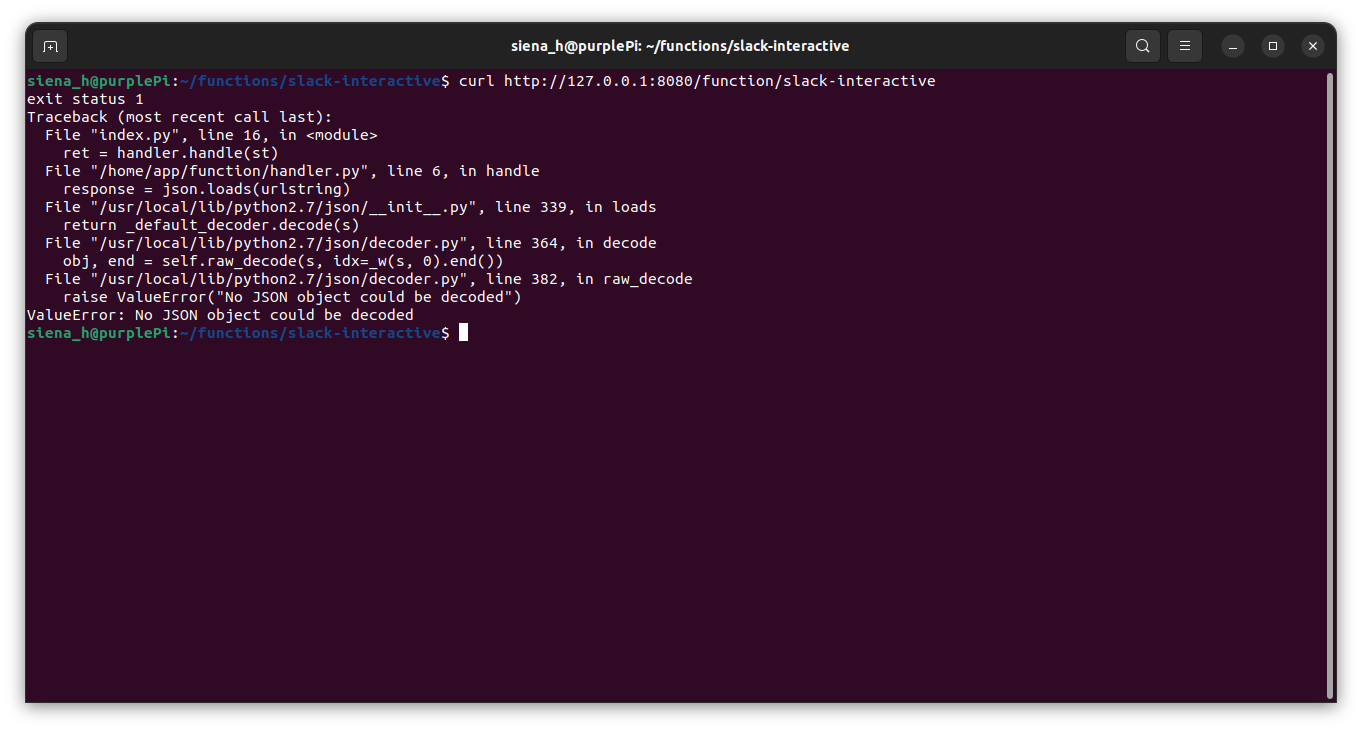 siena_h@purplePi: ~/functions/slack-interactive
siena_h@purplePi:~/functions/slack-interactive$ curl http://127.0.0.1:8080/function/slack-interactive
exit status 1
Traceback (most recent call last):
  File "index.py", line 16, in <module>
    ret = handler.handle(st)
  File "/home/app/function/handler.py", line 6, in handle
    response = json.loads(urlstring)
  File "/usr/local/lib/python2.7/json/__init__.py", line 339, in loads
    return _default_decoder.decode(s)
  File "/usr/local/lib/python2.7/json/decoder.py", line 364, in decode
    obj, end = self.raw_decode(s, idx=_w(s, 0).end())
  File "/usr/local/lib/python2.7/json/decoder.py", line 382, in raw_decode
    raise ValueError("No JSON object could be decoded")
ValueError: No JSON object could be decoded
siena_h@purplePi:~/functions/slack-interactive$